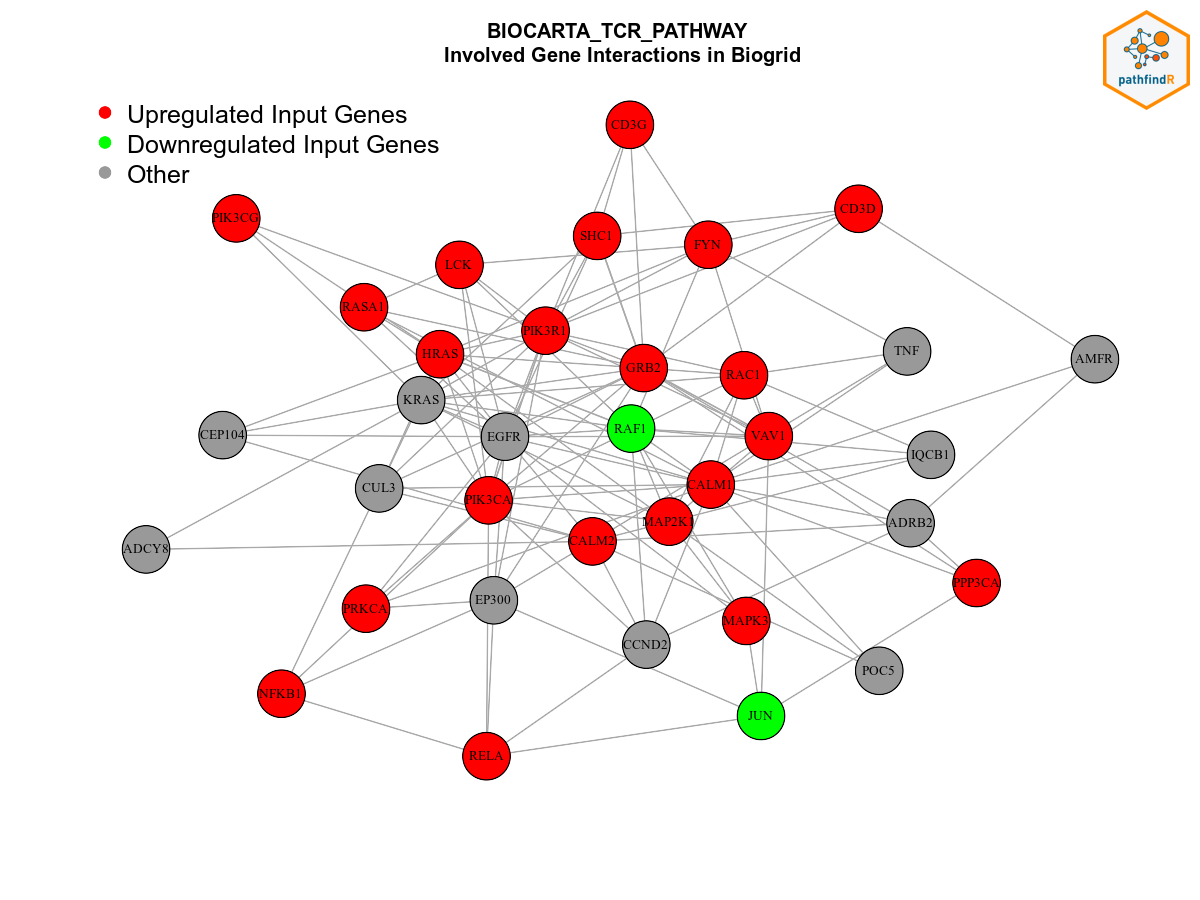 BIOCARTA_TCR_PATHWAY
Involved Gene Interactions in Biogrid
pathfindR
Upregulated Input Genes
Downregulated Input Genes
Other
CD3G
CD3D
PIK3CG
SHC1
FYN
LCK
RASA1
PIK3R1
HRAS
TNF
AMFR
GRB2
RAC1
KRAS
CEP104
EGFR
RAF1
VAV1
IQCB1
CUL3
CALM1
PIK3CA
MAP2K1
ADRB2
ADCY8
CALM2
PPP3CA
PRKCA
EP300
MAPK3
CCND2
POC5
NFKB1
JUN
RELA